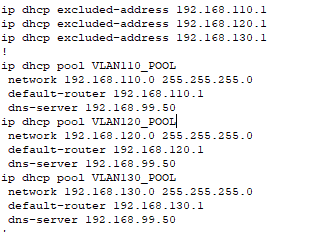 ip dhcp excluded-address 192.168.110.1
ip dhcp excluded-address 192.168.120.1
ip dhcp excluded-address 192.168.130.1
!
ip dhcp pool VLAN110_POOL
 network 192.168.110.0 255.255.255.0
 default-router 192.168.110.1
 dns-server 192.168.99.50
ip dhcp pool VLAN120_POOL
 network 192.168.120.0 255.255.255.0
 default-router 192.168.120.1
 dns-server 192.168.99.50
ip dhcp pool VLAN130_POOL
 network 192.168.130.0 255.255.255.0
 default-router 192.168.130.1
 dns-server 192.168.99.50
!